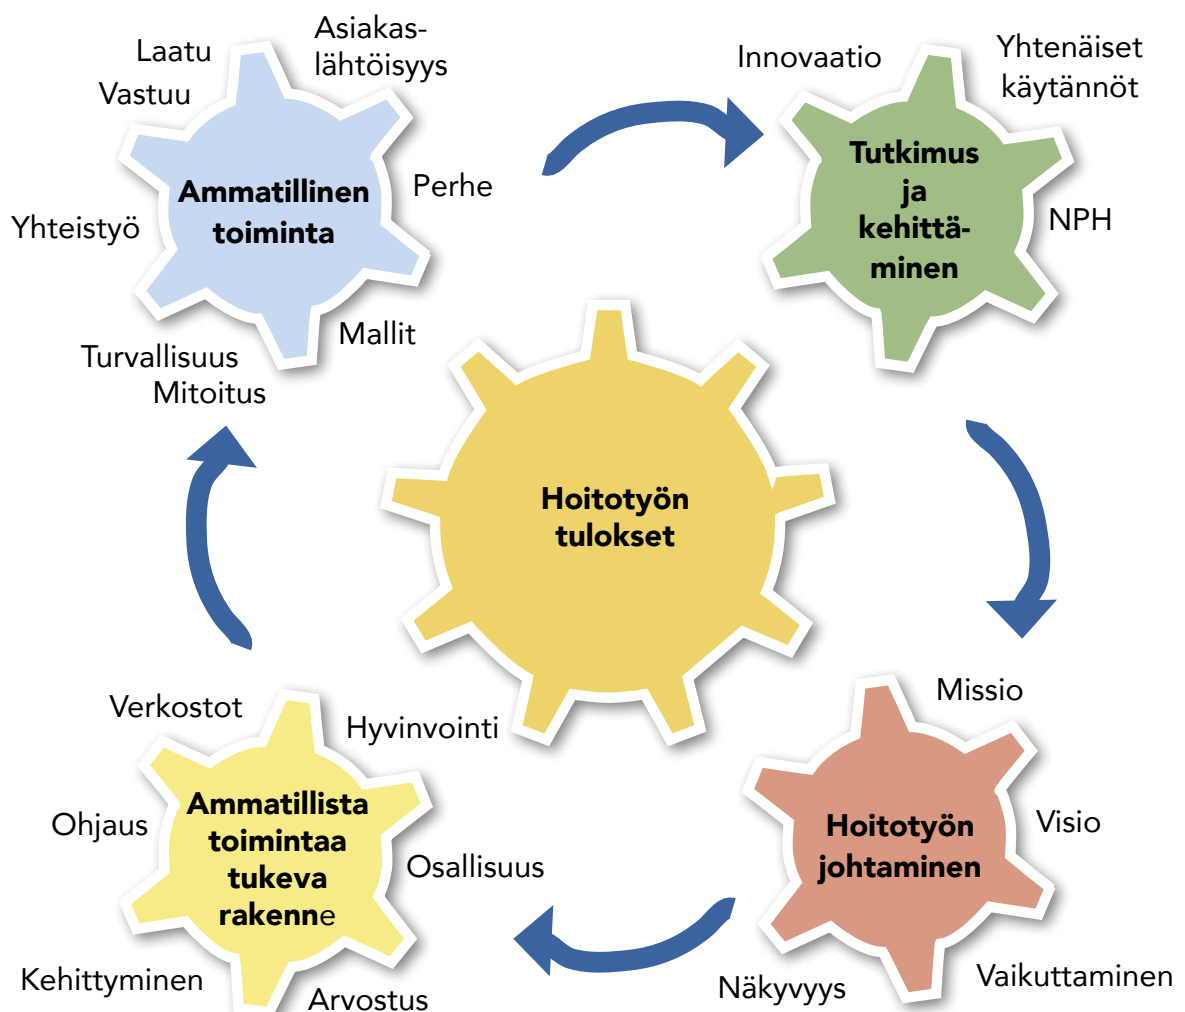 Laatu
Asiakas-
lähtöisyys
Vastuu
Ammatillinen
toiminta
Perhe
Yhteistyö
Mallit
Turvallisuus
Mitoitus
Innovaatio
Yhtenäiset
käytännöt
Tutkimus
ja
kehittä-
minen
NPH
Hoitotyön
tulokset
Missio
Visio
Hoitotyön
johtaminen
Vaikuttaminen
Näkyvyys
Verkostot
Hyvinvointi
Ammatillista
toimintaa
tukeva
rakenne
Ohjaus
Osallisuus
Kehittyminen
Arvostus